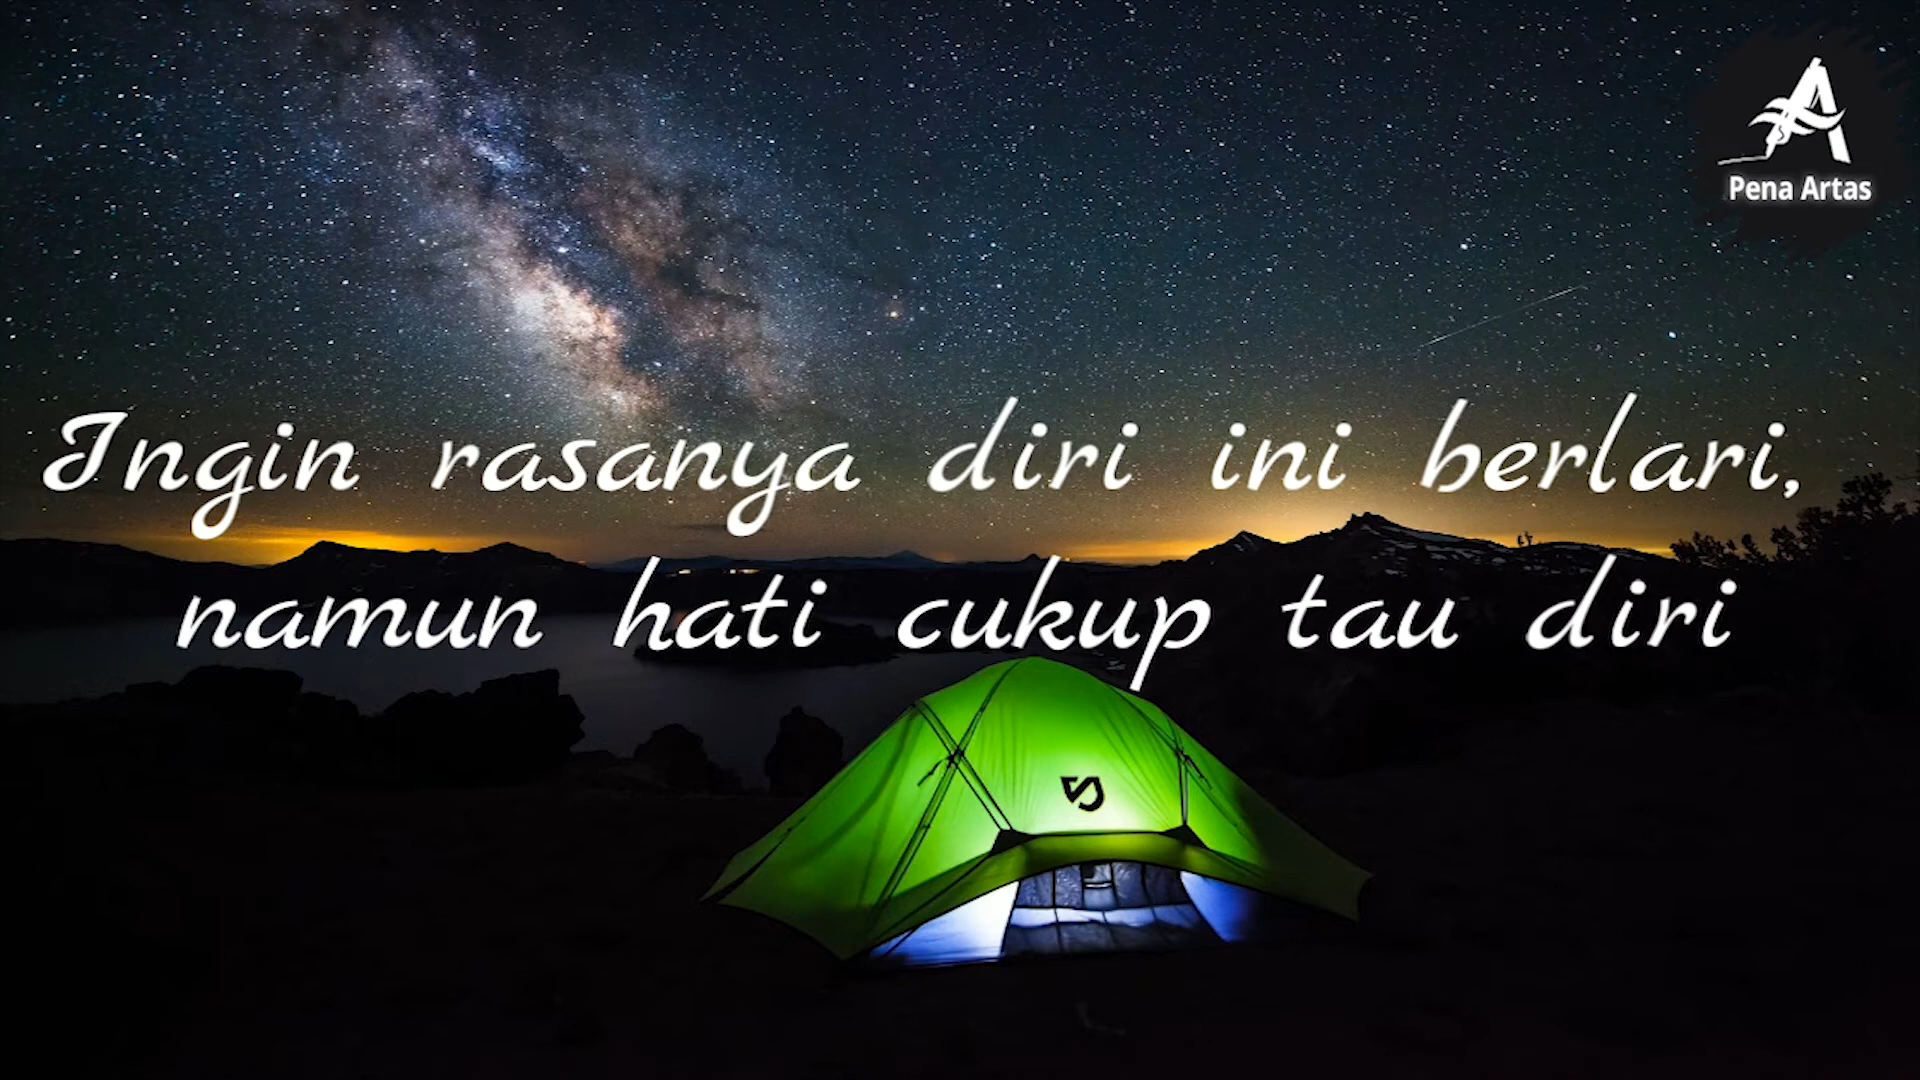 Pena Artas
Ingin rasanya diri ini berlari,
namun hati cukup tau diri